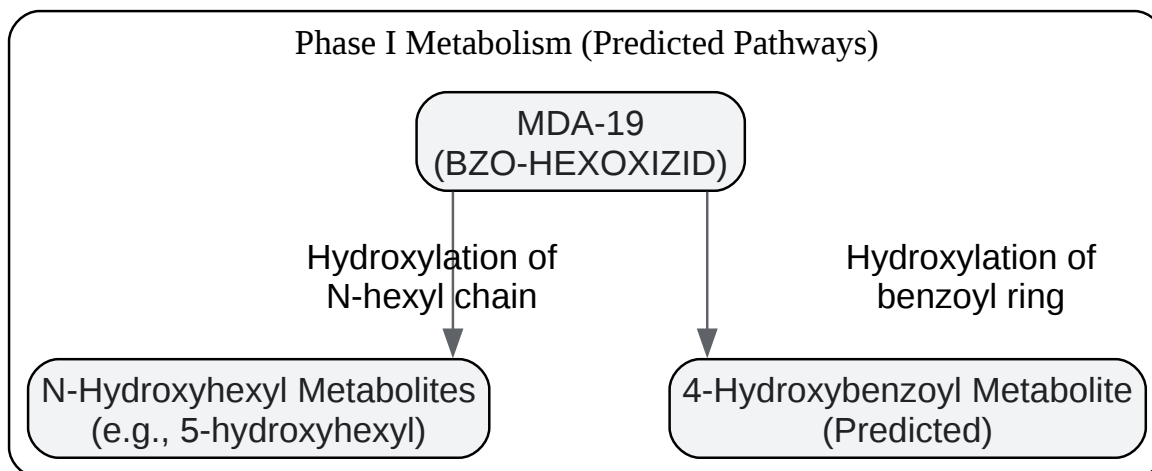 Phase I Metabolism (Predicted Pathways)
MDA-19
(BZO-HEXOXIZID)
Hydroxylation of
N-hexyl chain
Hydroxylation of
benzoyl ring
N-Hydroxyhexyl Metabolites
(e.g., 5-hydroxyhexyl)
4-Hydroxybenzoyl Metabolite
(Predicted)